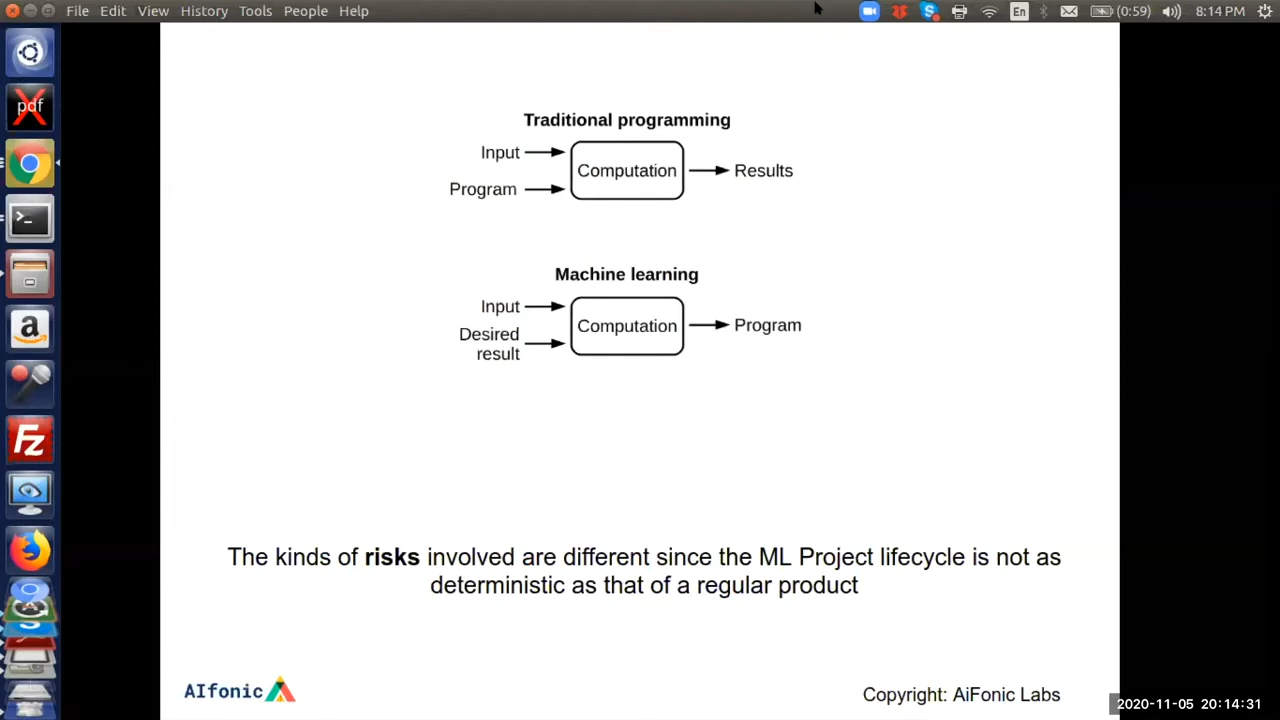 File Edit View History Tools People Help
En
(0:59)
8:14 PM
pdf
Traditional programming
Input
Program
Computation
Results
Machine learning
Input
Desired
result
Computation
Program
a
Fz
The kinds of risks involved are different since the ML Project lifecycle is not as
deterministic as that of a regular product
AIfonic
Copyright: AiFonic Labs
2020-11-05 20:14:31